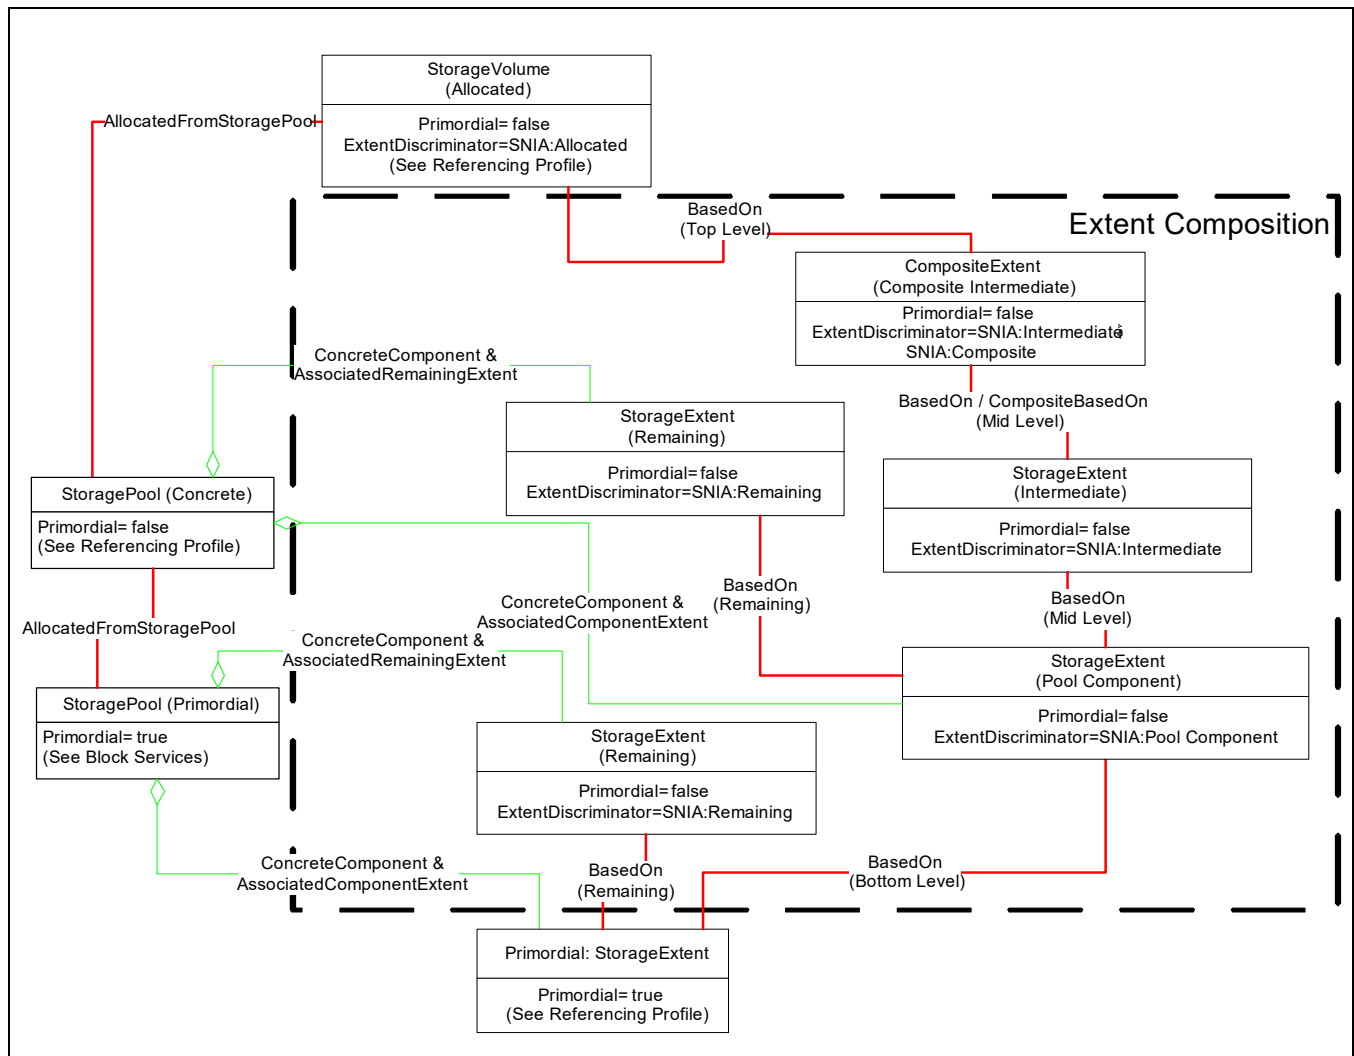 StorageVolume
(Allocated)
Primordial= false
ExtentDiscriminator=SNIA:Allocated
(See Referencing Profile)
AllocatedFromStoragePool
BasedOn
(Top Level)
Extent Composition
CompositeExtent
(Composite Intermediate)
Primordial= false
ExtentDiscriminator=SNIA:Intermediate
SNIA:Composite
ConcreteComponent &
AssociatedRemainingExtent
BasedOn / CompositeBasedOn
(Mid Level)
StorageExtent
(Remaining)
Primordial= false
ExtentDiscriminator=SNIA:Remaining
StorageExtent
(Intermediate)
Primordial= false
ExtentDiscriminator=SNIA:Intermediate
StoragePool (Concrete)
Primordial= false
(See Referencing Profile)
BasedOn
(Remaining)
ConcreteComponent &
AssociatedComponentExtent
BasedOn
(Mid Level)
AllocatedFromStoragePool
ConcreteComponent &
AssociatedRemainingExtent
StorageExtent
(Pool Component)
Primordial= false
ExtentDiscriminator=SNIA:Pool Component
StoragePool (Primordial)
Primordial= true
(See Block Services)
StorageExtent
(Remaining)
Primordial= false
ExtentDiscriminator=SNIA:Remaining
ConcreteComponent &
AssociatedComponentExtent
BasedOn
(Remaining)
BasedOn
(Bottom Level)
Primordial: StorageExtent
Primordial= true
(See Referencing Profile)